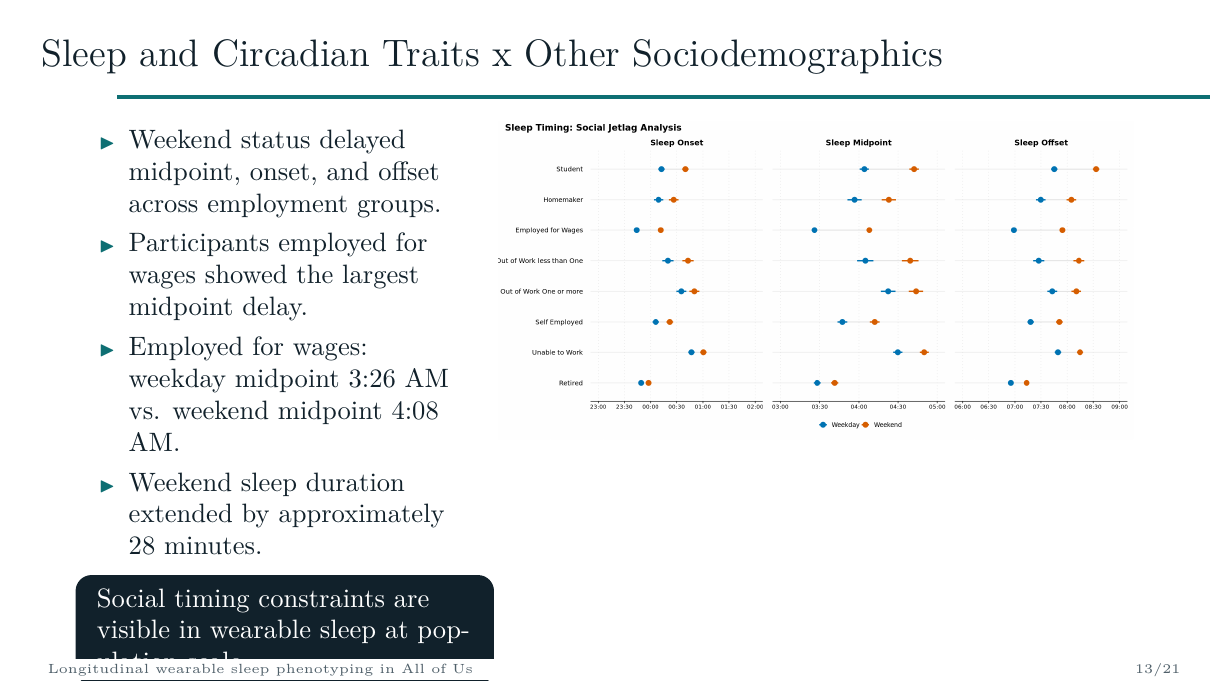 Sleep and Circadian Traits x Other Sociodemographics
Weekend status delayed
midpoint, onset, and offset
across employment groups.
Participants employed for
wages showed the largest
midpoint delay.
Employed for wages:
weekday midpoint 3:26 AM
vs. weekend midpoint 4:08
AM.
Weekend sleep duration
extended by approximately
28 minutes.
Social timing constraints are
visible in wearable sleep at pop-
Sleep Timing: Social Jetlag Analysis
Sleep Onset Sleep Midpoint Sleep Offset
Student
Homemaker
Employed for Wages
Out of Work less than One
Out of Work One or more
Self Employed
Unable to Work
Retired
23:00 23:30 00:00 00:30 01:00 01:30 02:00 03:00 03:30 04:00 04:30 05:00 06:00 06:30 07:00 07:30 08:00 08:30 09:00
Weekday Weekend
Longitudinal wearable sleep phenotyping in All of Us 13/21